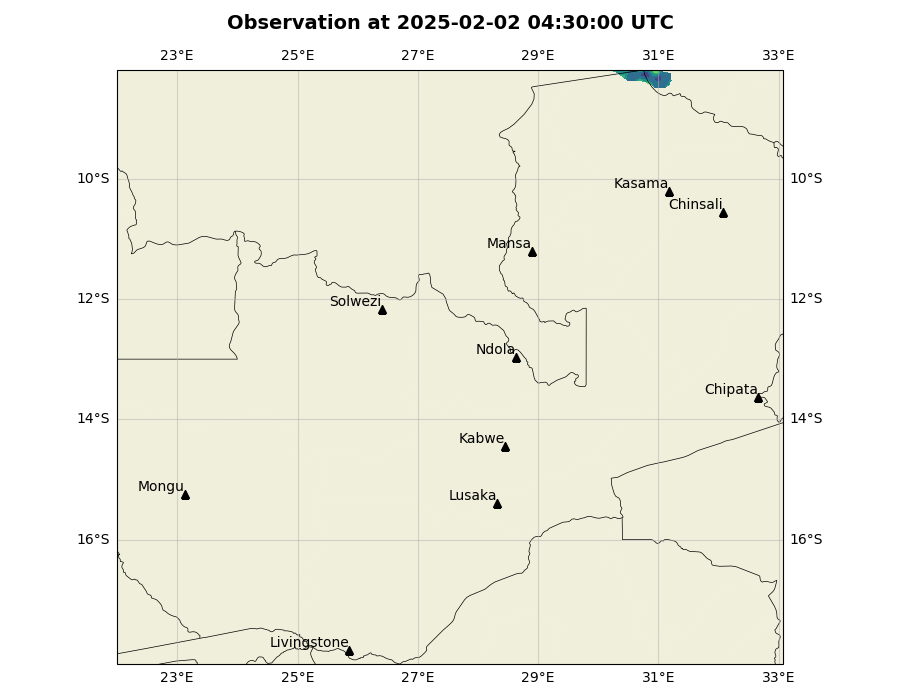 Observation at 2025-02-02 04:30:00 UTC
23°E 25°E 27°E 29°E 31°E 33°E
10°S 10°S
Kasama
Chinsali
Mansa
12°S 12°S
Solwezi
Ndola
Chipata
14°S 14°S
Kabwe
Mongu
Lusaka
16°S 16°S
Livingstone
23°E 25°E 27°E 29°E 31°E 33°E